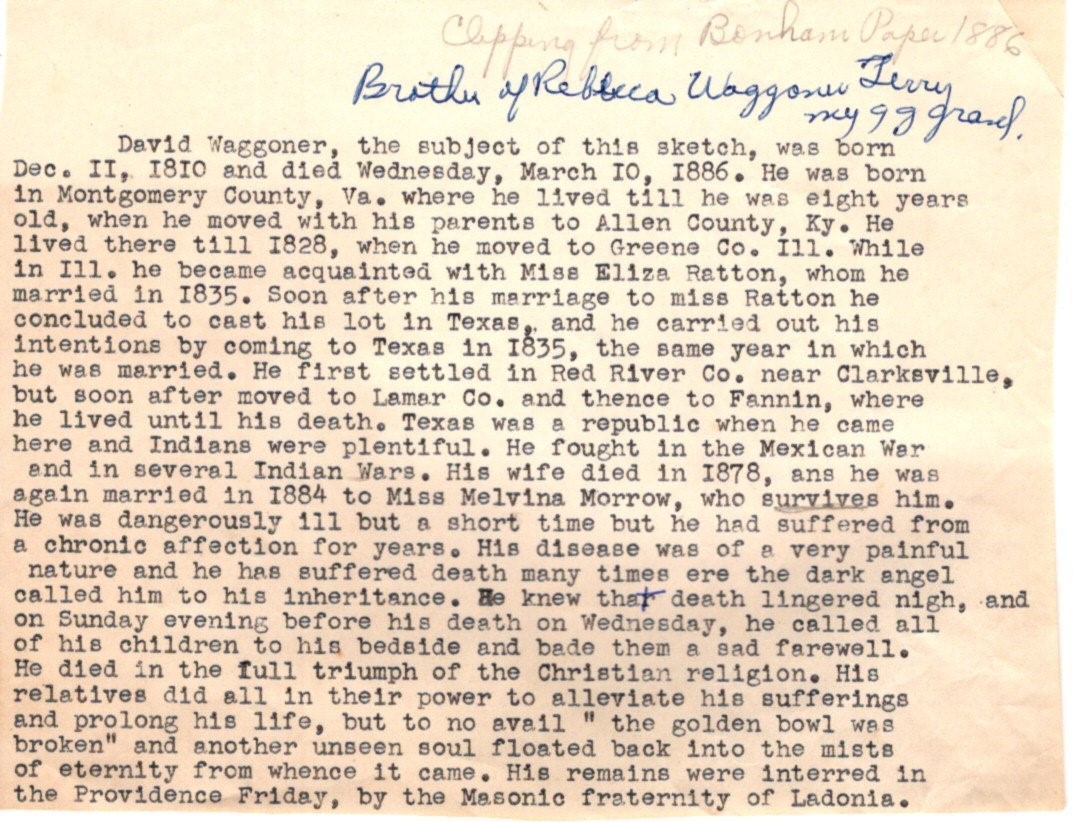 Clipping from Bonham Paper 1886
Brother of Rebecca Waggoner Terry
my g g grand.
David Waggoner, the subject of this sketch, was born
Dec. II, I8IO and died Wednesday, March IO, I886. He was born
in Montgomery County, Va. where he lived till he was eight years
old, when he moved with his parents to Allen County, Ky. He
lived there till I828, when he moved to Greene Co. Ill. While
in Ill. he became acquainted with Miss Eliza Ratton, whom he
married in I835. Soon after his marriage to miss Ratton he
concluded to cast his lot in Texas, and he carried out his
intentions by coming to Texas in I835, the same year in which
he was married. He first settled in Red River Co. near Clarksville,
but soon after moved to Lamar Co. and thence to Fannin, where
he lived until his death. Texas was a republic when he came
here and Indians were plentiful. He fought in the Mexican War
and in several Indian Wars. His wife died in I878, ans he was
again married in I884 to Miss Melvina Morrow, who survives him.
He was dangerously ill but a short time but he had suffered from
a chronic affection for years. His disease was of a very painful
nature and he has suffered death many times ere the dark angel
called him to his inheritance. He knew that death lingered nigh, and
on Sunday evening before his death on Wednesday, he called all
of his children to his bedside and bade them a sad farewell.
He died in the full triumph of the Christian religion. His
relatives did all in their power to alleviate his sufferings
and prolong his life, but to no avail " the golden bowl was
broken" and another unseen soul floated back into the mists
of eternity from whence it came. His remains were interred in
the Providence Friday, by the Masonic fraternity of Ladonia.